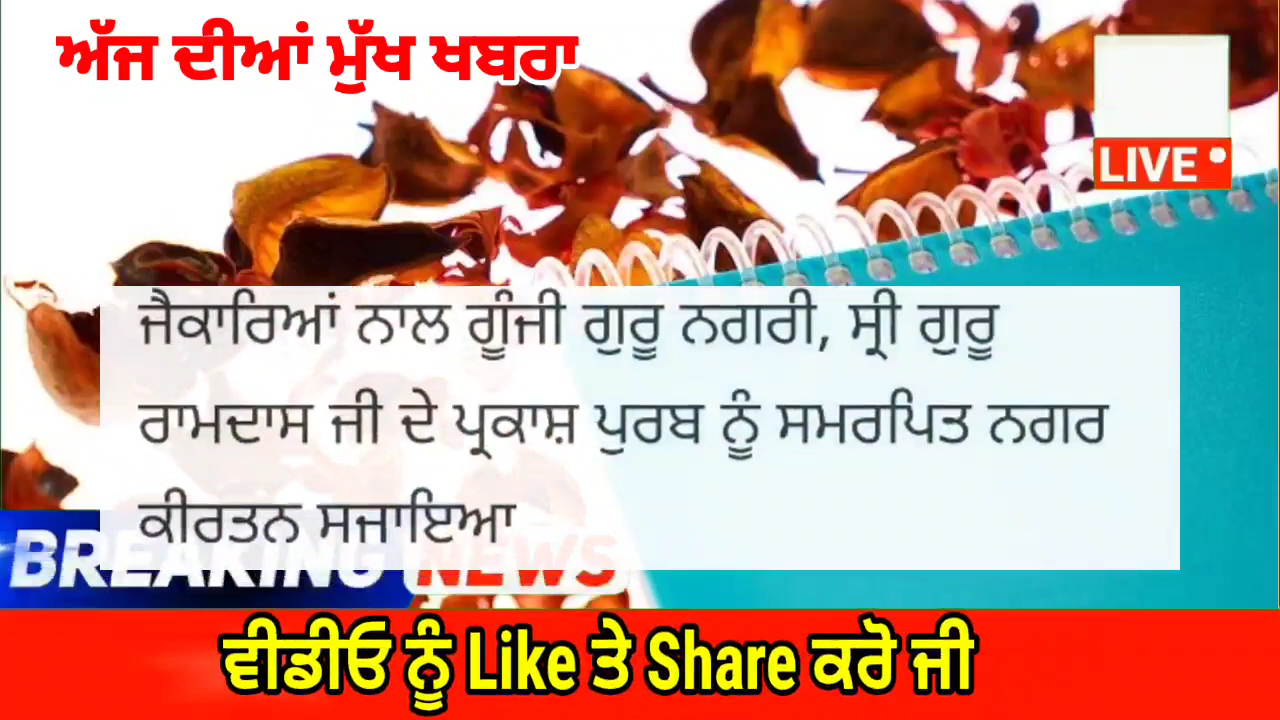 ਅੱਜ ਦੀਆਂ ਮੁੱਖ ਖਬਰਾ
LIVE
ਜੈਕਾਰਿਆਂ ਨਾਲ ਗੂੰਜੀ ਗੁਰੂ ਨਗਰੀ, ਸ੍ਰੀ ਗੁਰੂ
ਰਾਮਦਾਸ ਜੀ ਦੇ ਪ੍ਰਕਾਸ਼ ਪੁਰਬ ਨੂੰ ਸਮਰਪਿਤ ਨਗਰ
ਕੀਰਤਨ ਸਜਾਇਆ
BREAKING NEWS
ਵੀਡੀਓ ਨੂੰ Like ਤੇ Share ਕਰੋ ਜੀ